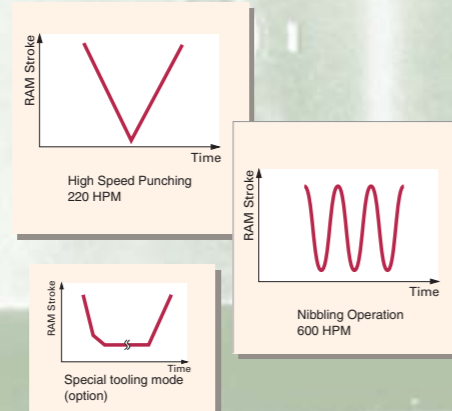 RAM Stroke
Time
High Speed Punching
220 HPM
RAM Stroke
Time
Nibbling Operation
600 HPM
RAM Stroke
Time
Special tooling mode
(option)